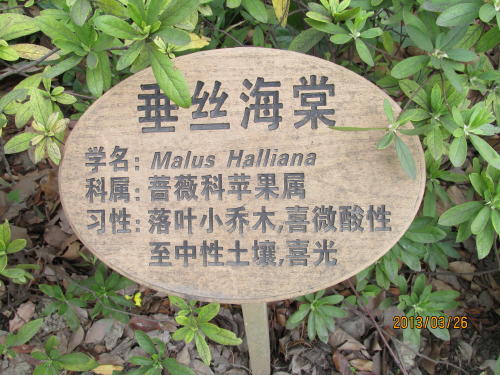 垂丝海棠
学名: Malus Halliana
科属: 蔷薇科苹果属
习性: 落叶小乔木,喜微酸性
至中性土壤,喜光
2013/03/26